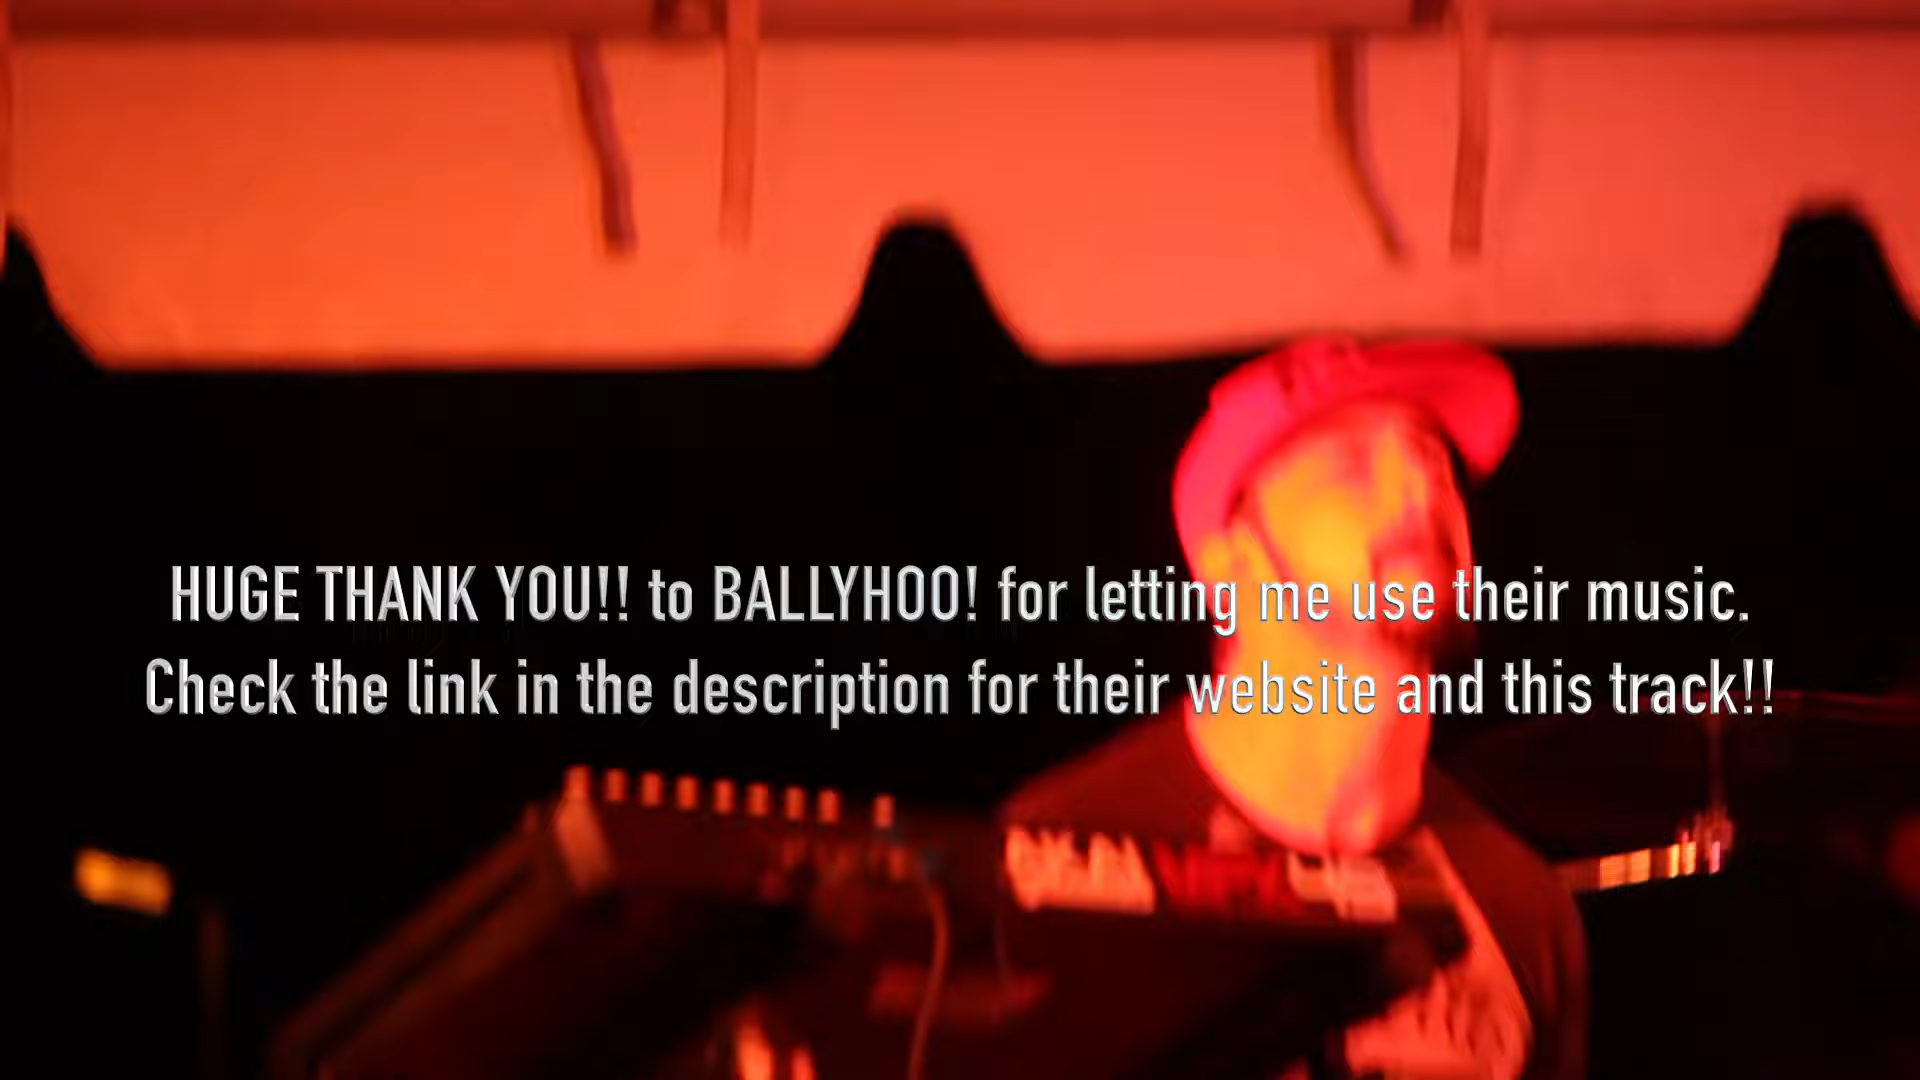 HUGE THANK YOU!! to BALLYHOO! for letting me use their music.
Check the link in the description for their website and this track!!